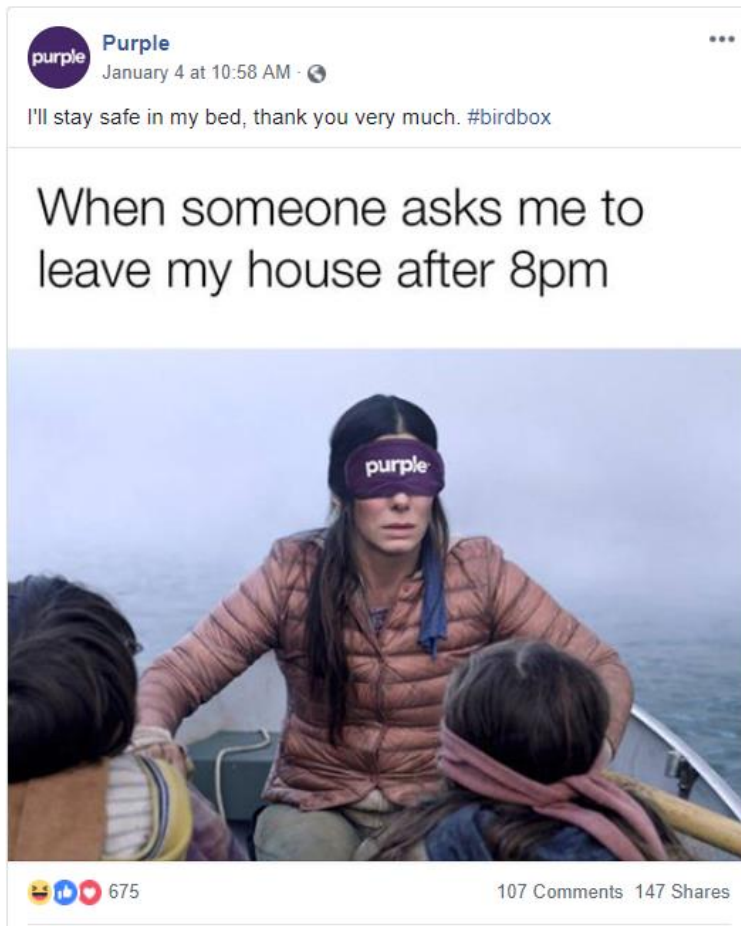 purple
Purple
January 4 at 10:58 AM ·
I'll stay safe in my bed, thank you very much. #birdbox
When someone asks me to
leave my house after 8pm
purple
675
107 Comments 147 Shares